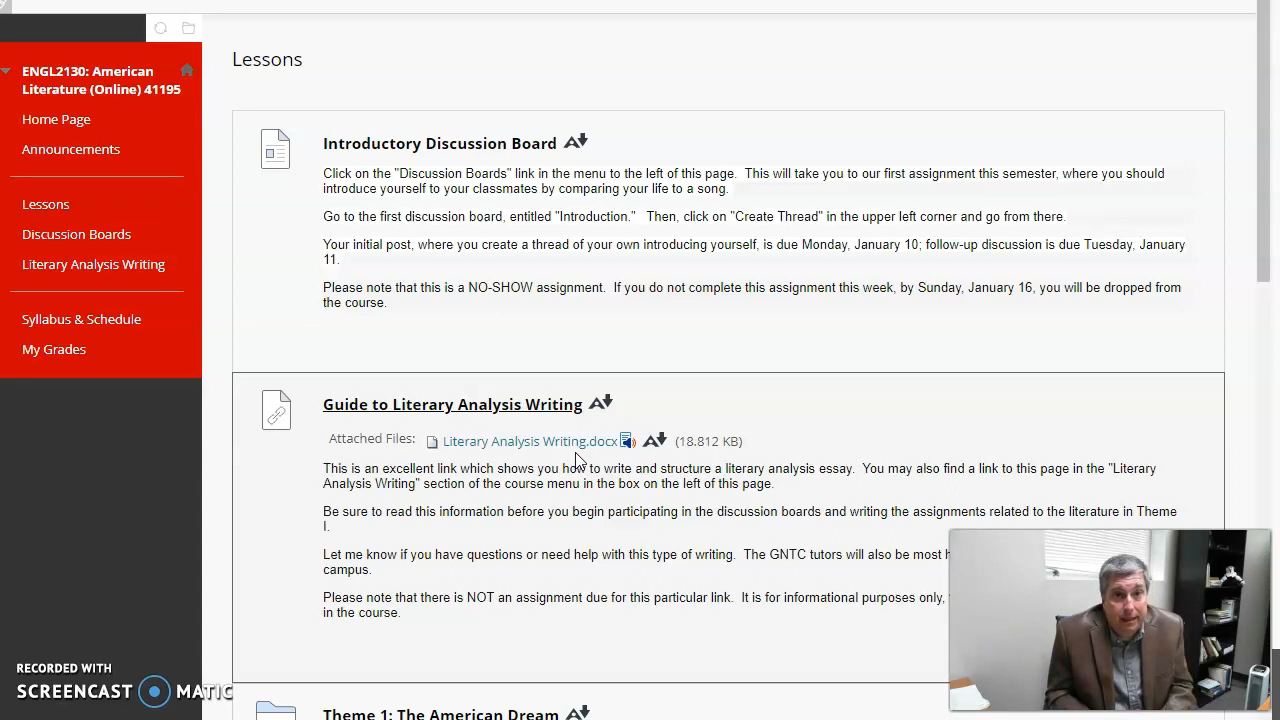 ENGL2130: American
Literature (Online) 41195
Home Page
Announcements
Lessons
Discussion Boards
Literary Analysis Writing
Syllabus & Schedule
My Grades
RECORDED WITH
SCREENCAST MATIC
Lessons
Introductory Discussion Board
Click on the "Discussion Boards" link in the menu to the left of this page. This will take you to our first assignment this semester, where you should
introduce yourself to your classmates by comparing your life to a song.
Go to the first discussion board, entitled "Introduction." Then, click on "Create Thread" in the upper left corner and go from there.
Your initial post, where you create a thread of your own introducing yourself, is due Monday, January 10; follow-up discussion is due Tuesday, January
11.
Please note that this is a NO-SHOW assignment. If you do not complete this assignment this week, by Sunday, January 16, you will be dropped from
the course.
Guide to Literary Analysis Writing
Attached Files: Literary Analysis Writing.docx (18.812 KB)
This is an excellent link which shows you how to write and structure a literary analysis essay. You may also find a link to this page in the "Literary
Analysis Writing" section of the course menu in the box on the left of this page.
Be sure to read this information before you begin participating in the discussion boards and writing the assignments related to the literature in Theme
I.
Let me know if you have questions or need help with this type of writing. The GNTC tutors will also be most
campus.
Please note that there is NOT an assignment due for this particular link. It is for informational purposes only,
in the course.
Theme 1: The American Dream